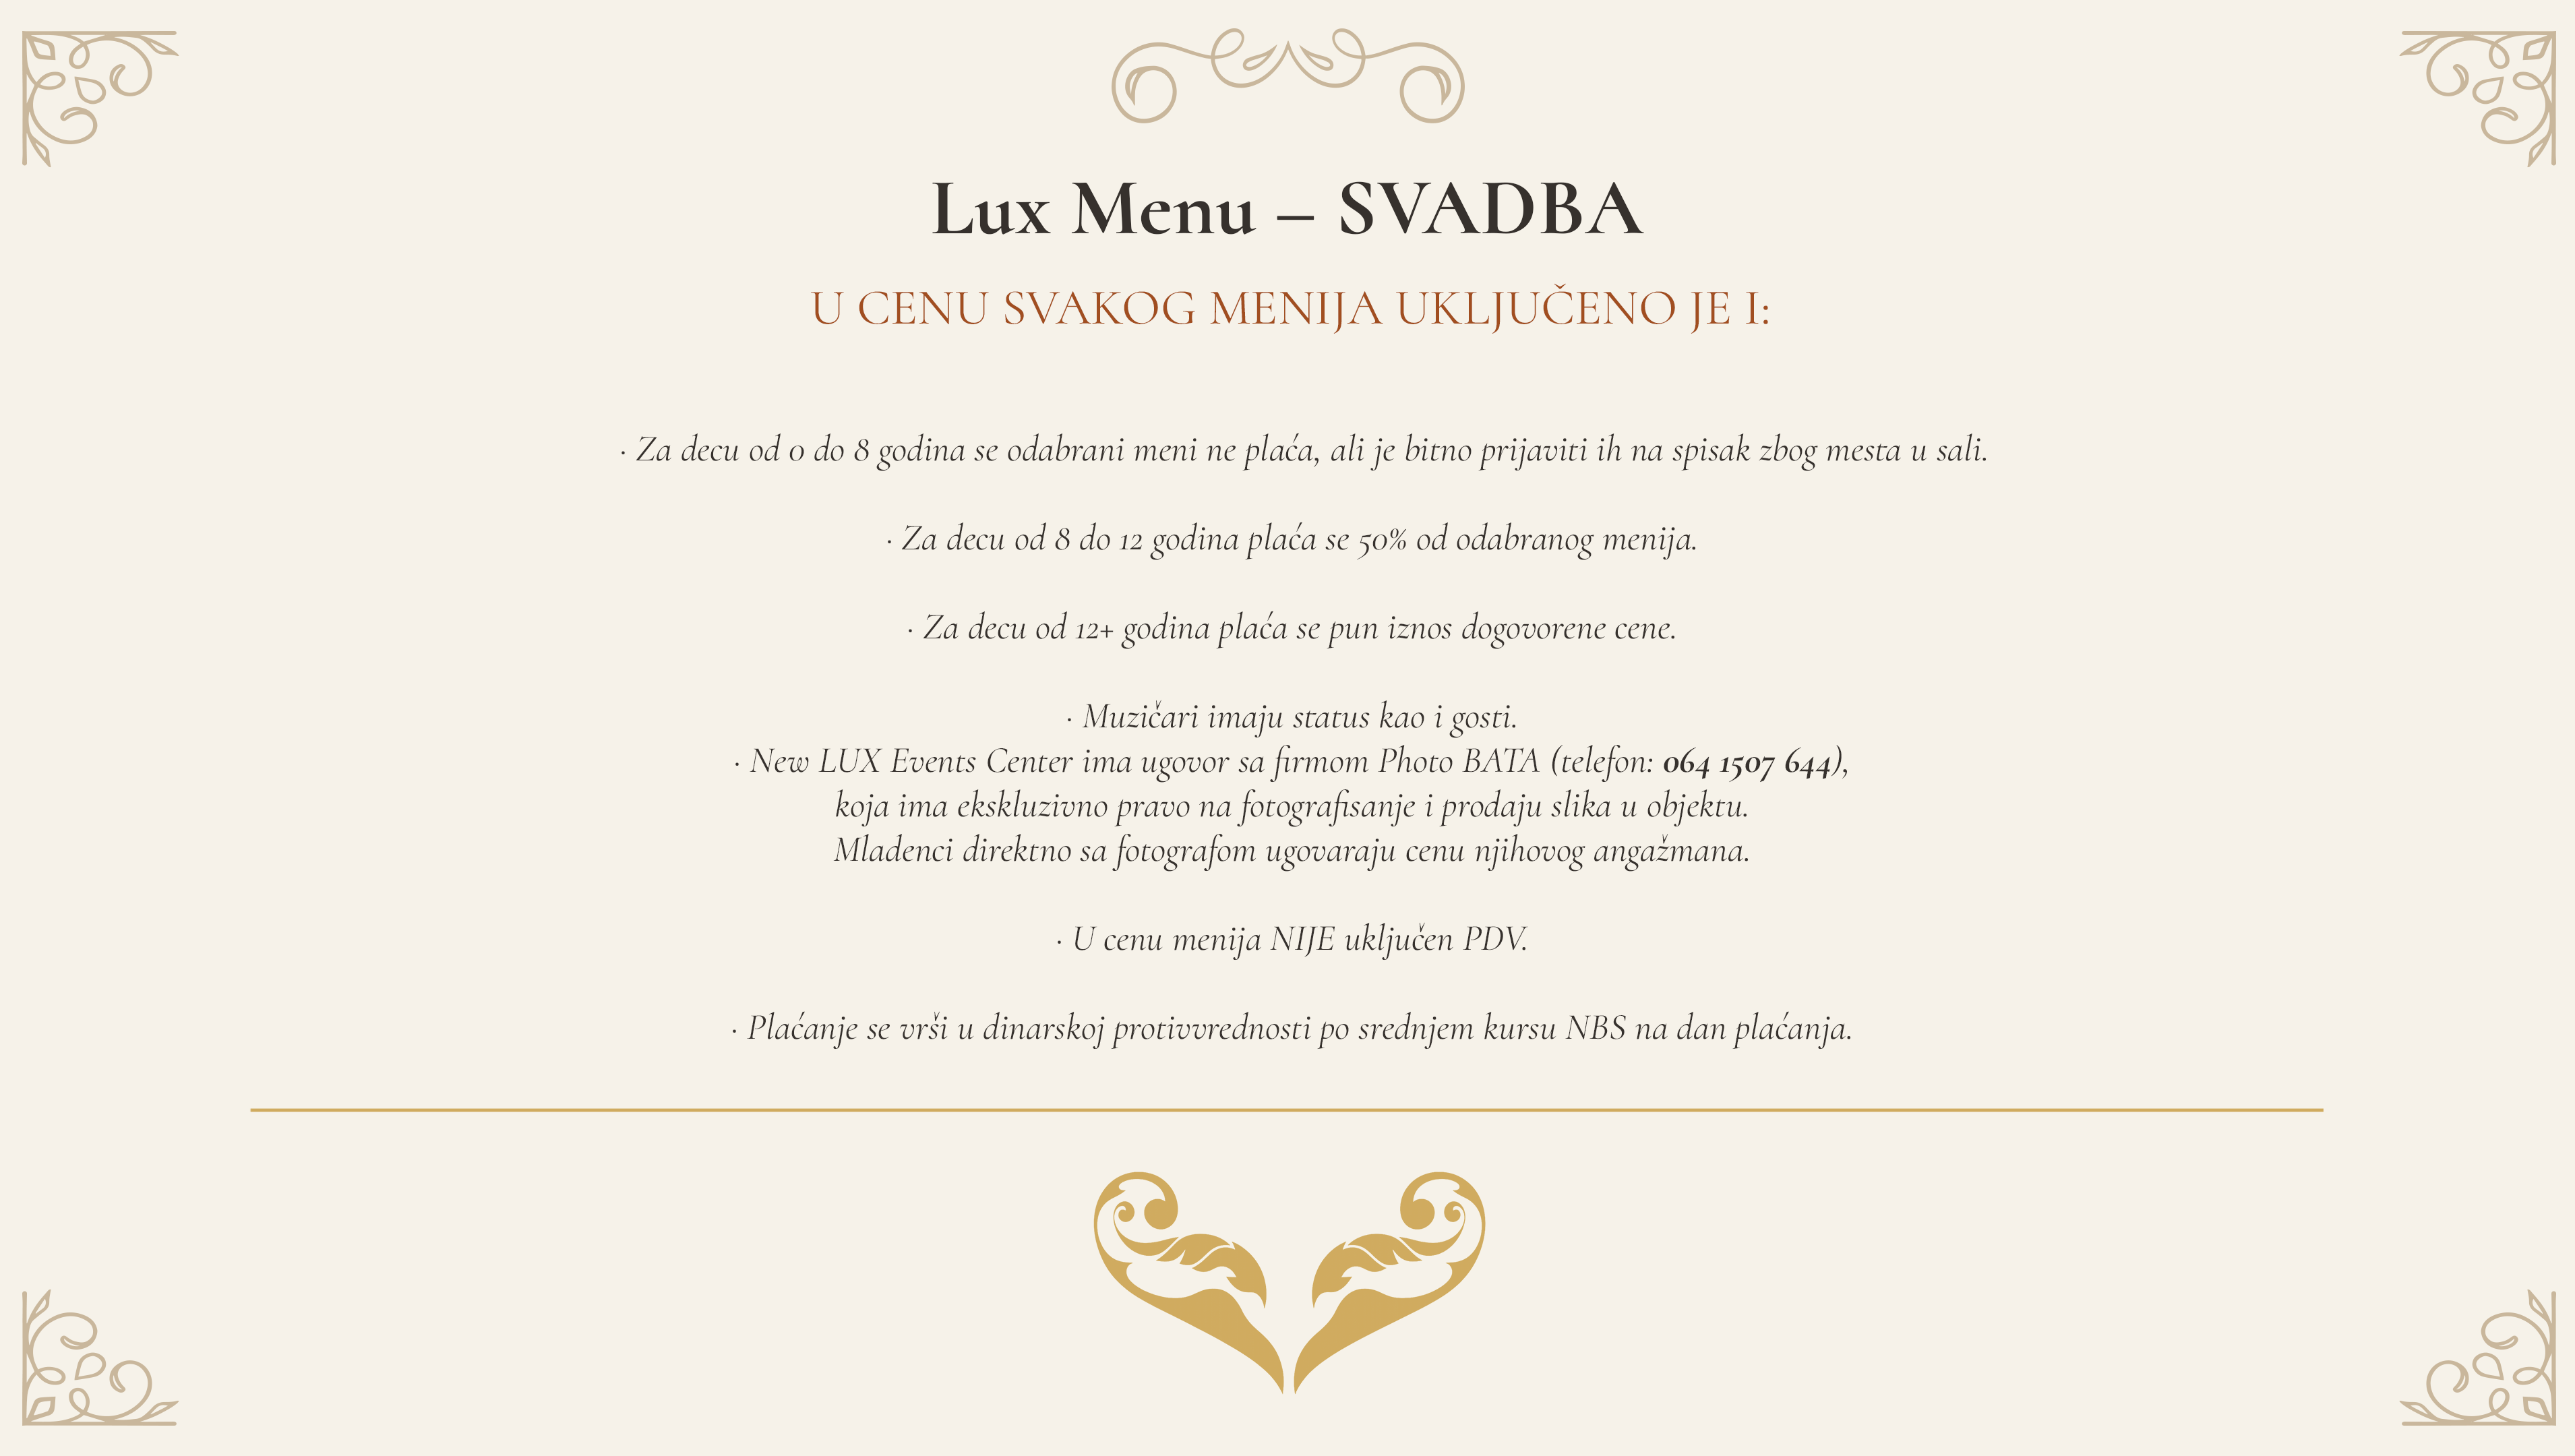 Lux Menu – SVADBA
U CENU SVAKOG MENIJA UKLJUČENO JE I:
· Za decu od 0 do 8 godina se odabrani meni ne plaća, ali je bitno prijaviti ih na spisak zbog mesta u sali.
· Za decu od 8 do 12 godina plaća se 50% od odabranog menija.
· Za decu od 12+ godina plaća se pun iznos dogovorene cene.
· Muzičari imaju status kao i gosti.
· New LUX Events Center ima ugovor sa firmom Photo BATA (telefon: 064 1507 644),
koja ima ekskluzivno pravo na fotografisanje i prodaju slika u objektu.
Mladenci direktno sa fotografom ugovaraju cenu njihovog angažmana.
· U cenu menija NIJE uključen PDV.
· Plaćanje se vrši u dinarskoj protivvrednosti po srednjem kursu NBS na dan plaćanja.